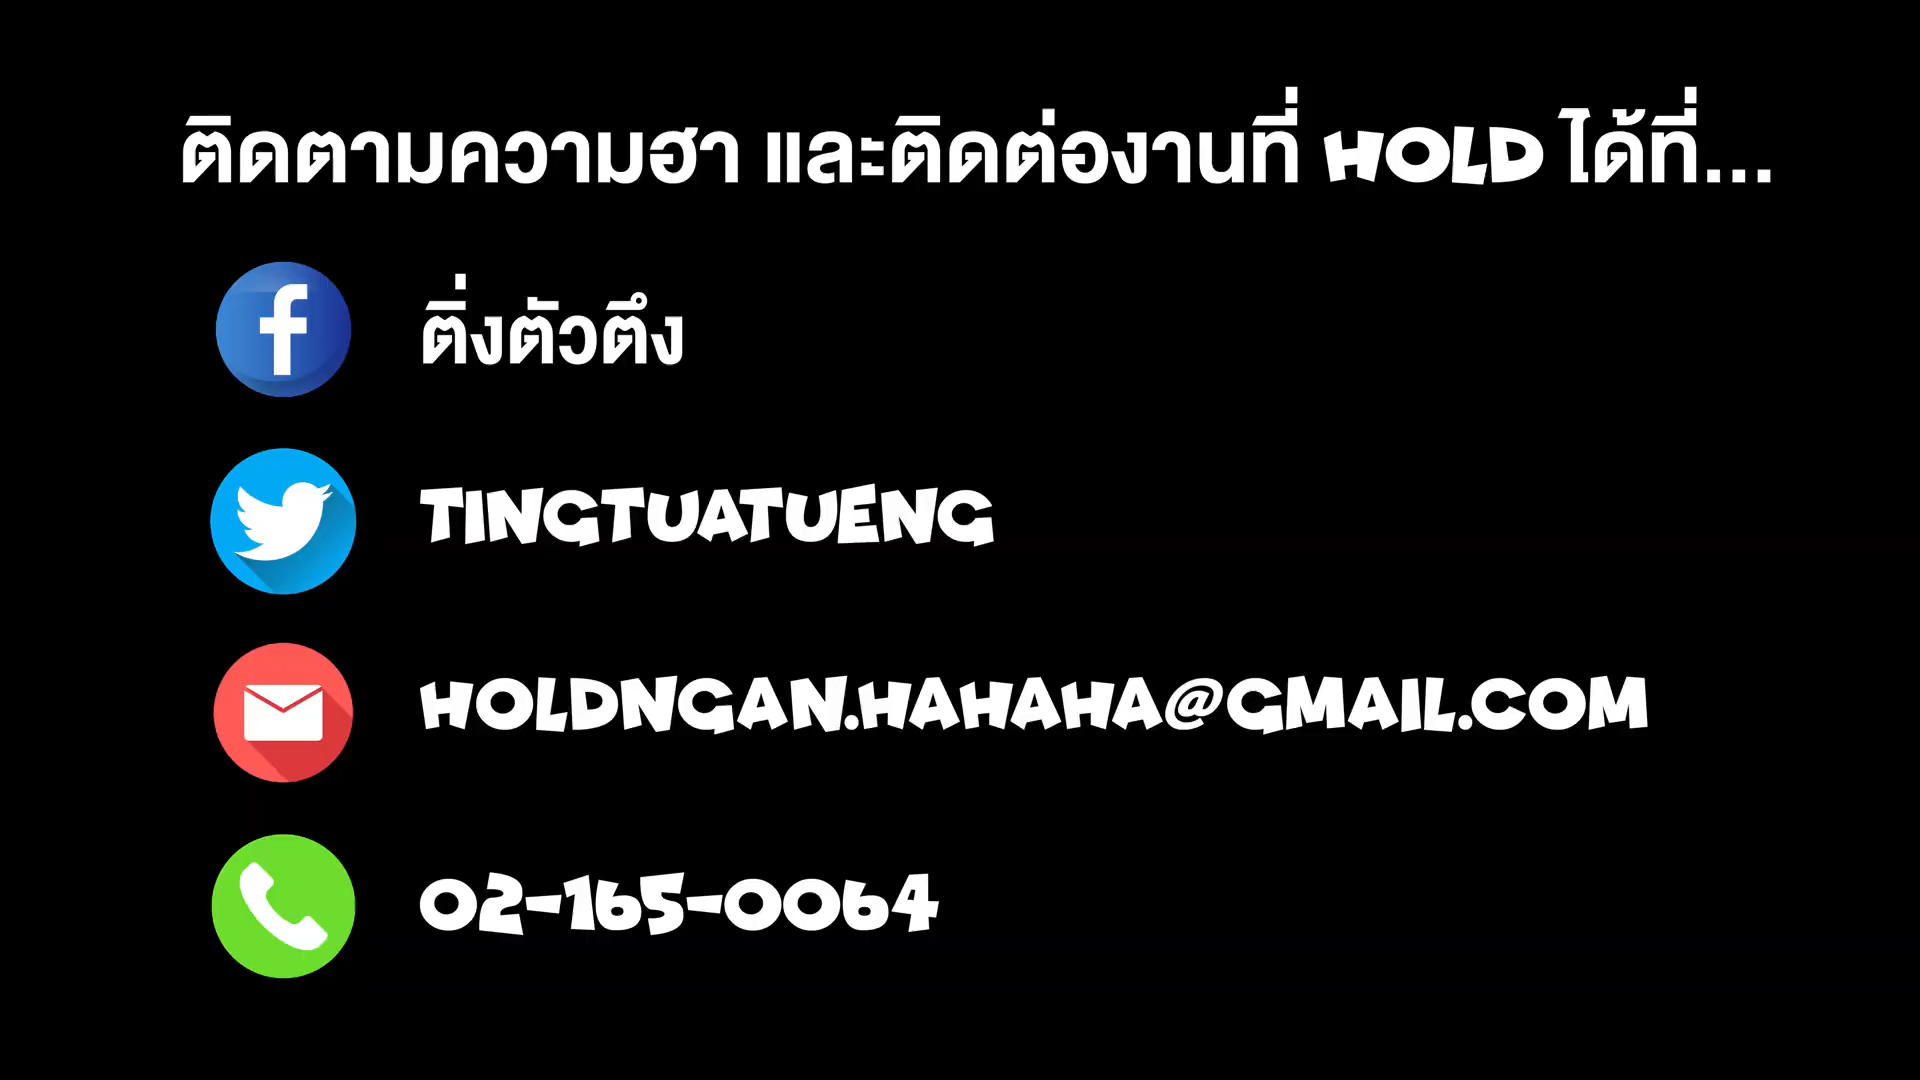 ติดตามความฮา และติดต่องานที่ HOLD ได้ที่...
ติ่งตัวตึง
TINGTUATUENG
HOLDNGAN.HAHAHA@GMAIL.COM
02-165-0064